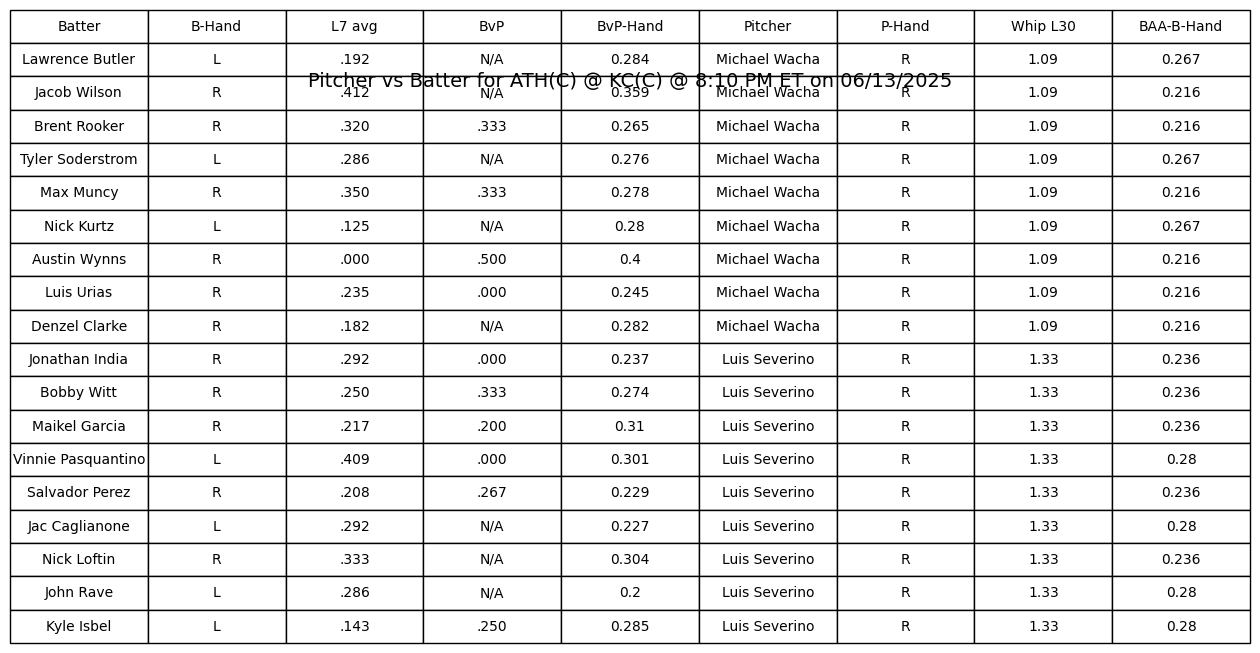 Batter B-Hand L7 avg BvP BvP-Hand Pitcher P-Hand Whip L30 BAA-B-Hand
Lawrence Butler L .192 N/A 0.284 Michael Wacha R 1.09 0.267
Pitcher vs Batter for ATH(C) @ KC(C) @ 8:10 PM ET on 06/13/2025
Jacob Wilson R .412 N/A 0.359 Michael Wacha R 1.09 0.216
Brent Rooker R .320 .333 0.265 Michael Wacha R 1.09 0.216
Tyler Soderstrom L .286 N/A 0.276 Michael Wacha R 1.09 0.267
Max Muncy R .350 .333 0.278 Michael Wacha R 1.09 0.216
Nick Kurtz L .125 N/A 0.28 Michael Wacha R 1.09 0.267
Austin Wynns R .000 .500 0.4 Michael Wacha R 1.09 0.216
Luis Urias R .235 .000 0.245 Michael Wacha R 1.09 0.216
Denzel Clarke R .182 N/A 0.282 Michael Wacha R 1.09 0.216
Jonathan India R .292 .000 0.237 Luis Severino R 1.33 0.236
Bobby Witt R .250 .333 0.274 Luis Severino R 1.33 0.236
Maikel Garcia R .217 .200 0.31 Luis Severino R 1.33 0.236
Vinnie Pasquantino L .409 .000 0.301 Luis Severino R 1.33 0.28
Salvador Perez R .208 .267 0.229 Luis Severino R 1.33 0.236
Jac Caglianone L .292 N/A 0.227 Luis Severino R 1.33 0.28
Nick Loftin R .333 N/A 0.304 Luis Severino R 1.33 0.236
John Rave L .286 N/A 0.2 Luis Severino R 1.33 0.28
Kyle Isbel L .143 .250 0.285 Luis Severino R 1.33 0.28